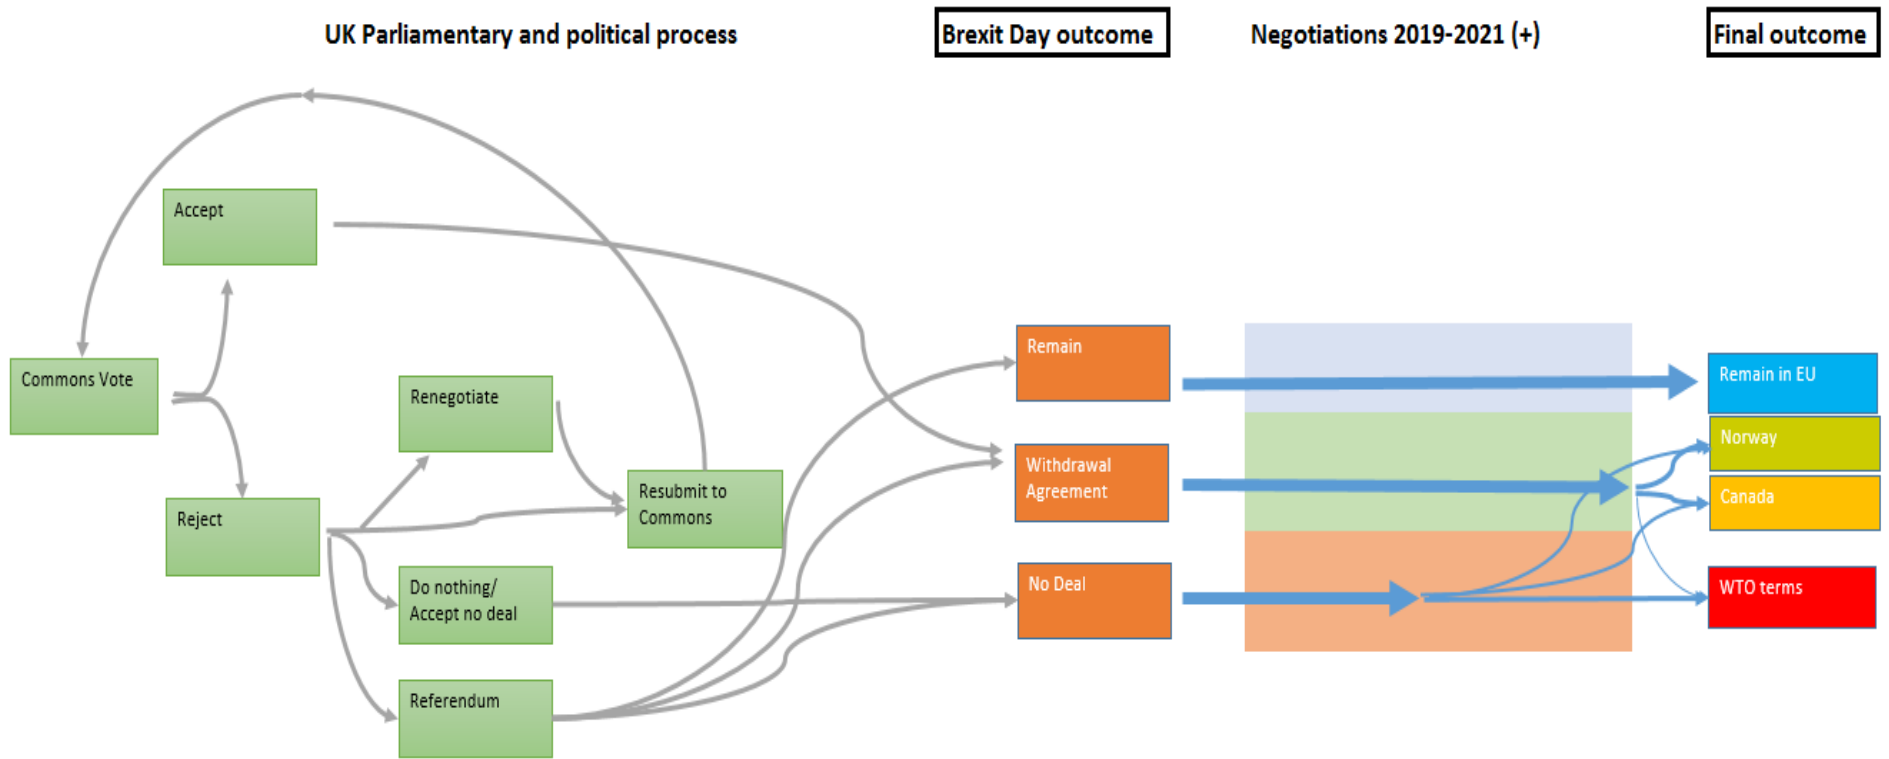 UK Parliamentary and political process
Brexit Day outcome
Negotiations 2019-2021 (+)
Final outcome
Accept
Commons Vote
Reject
Renegotiate
Resubmit to
Commons
Do nothing/
Accept no deal
Referendum
Remain
Withdrawal
Agreement
No Deal
Remain in EU
Norway
Canada
WTO terms